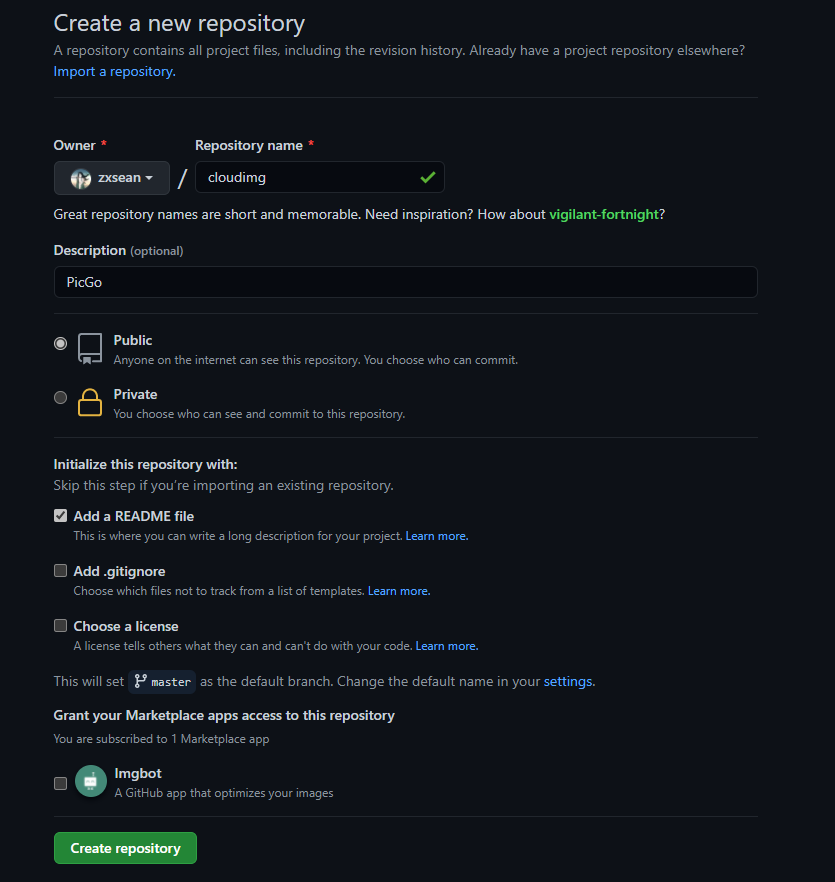 Create a new repository
A repository contains all project files, including the revision history. Already have a project repository elsewhere?
Import a repository.
Owner * Repository name *
zxsean / cloudimg
Great repository names are short and memorable. Need inspiration? How about vigilant-fortnight?
Description (optional)
PicGo
Public
Anyone on the internet can see this repository. You choose who can commit.
Private
You choose who can see and commit to this repository.
Initialize this repository with:
Skip this step if you're importing an existing repository.
Add a README file
This is where you can write a long description for your project. Learn more.
Add .gitignore
Choose which files not to track from a list of templates. Learn more.
Choose a license
A license tells others what they can and can't do with your code. Learn more.
This will set master as the default branch. Change the default name in your settings.
Grant your Marketplace apps access to this repository
You are subscribed to 1 Marketplace app
Imgbot
A GitHub app that optimizes your images
Create repository